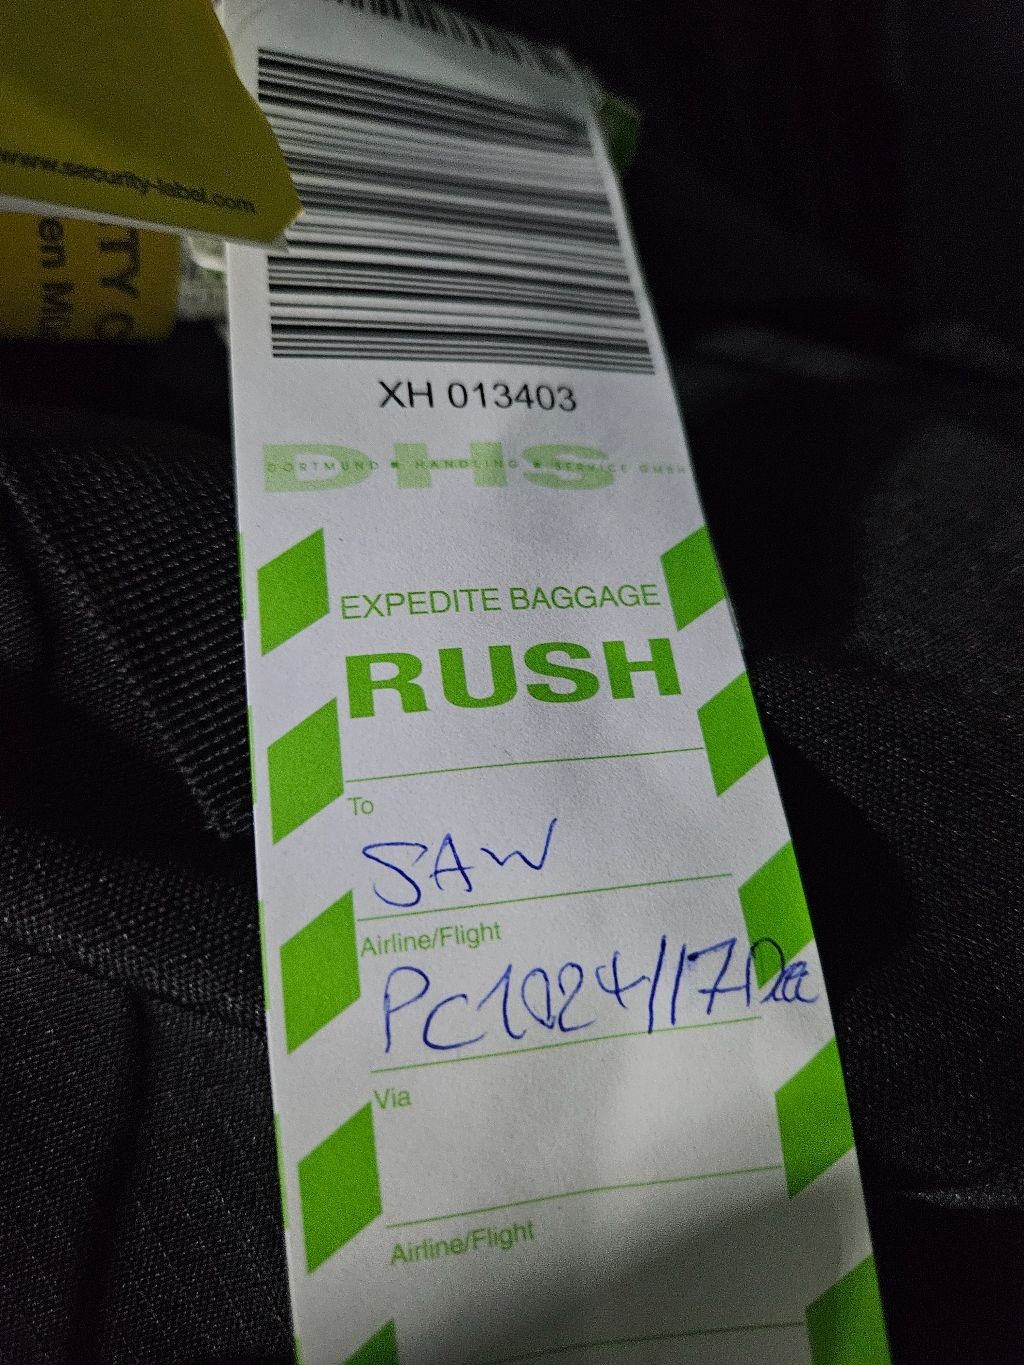 www.security-label.com
XH 013403
DHS
DORTMUND ■ HANDLING ■ SERVICE GMBH
EXPEDITE BAGGAGE
RUSH
To
SAW
Airline/Flight
PC1024/17Dec
Via
Airline/Flight